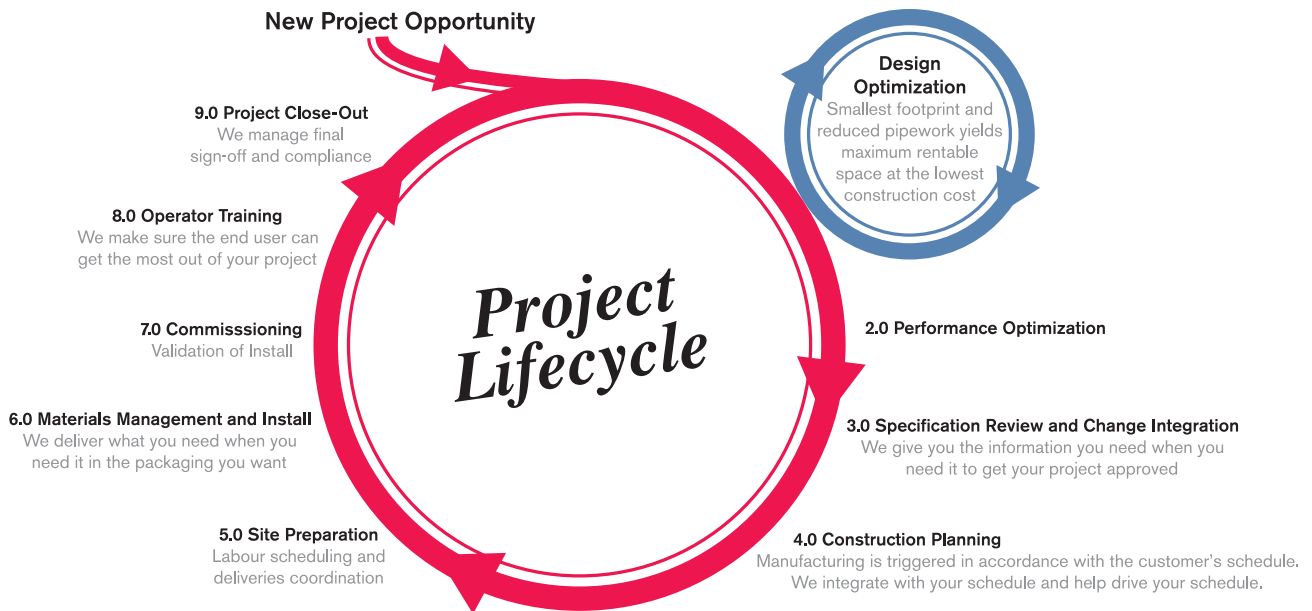 New Project Opportunity
Design
Optimization
Smallest footprint and
reduced pipework yields
maximum rentable
space at the lowest
construction cost
2.0 Performance Optimization
3.0 Specification Review and Change Integration
We give you the information you need when you
need it to get your project approved
4.0 Construction Planning
Manufacturing is triggered in accordance with the customer's schedule.
We integrate with your schedule and help drive your schedule.
5.0 Site Preparation
Labour scheduling and
deliveries coordination
6.0 Materials Management and Install
We deliver what you need when you
need it in the packaging you want
7.0 Commisssioning
Validation of Install
8.0 Operator Training
We make sure the end user can
get the most out of your project
9.0 Project Close-Out
We manage final
sign-off and compliance
Project
Lifecycle